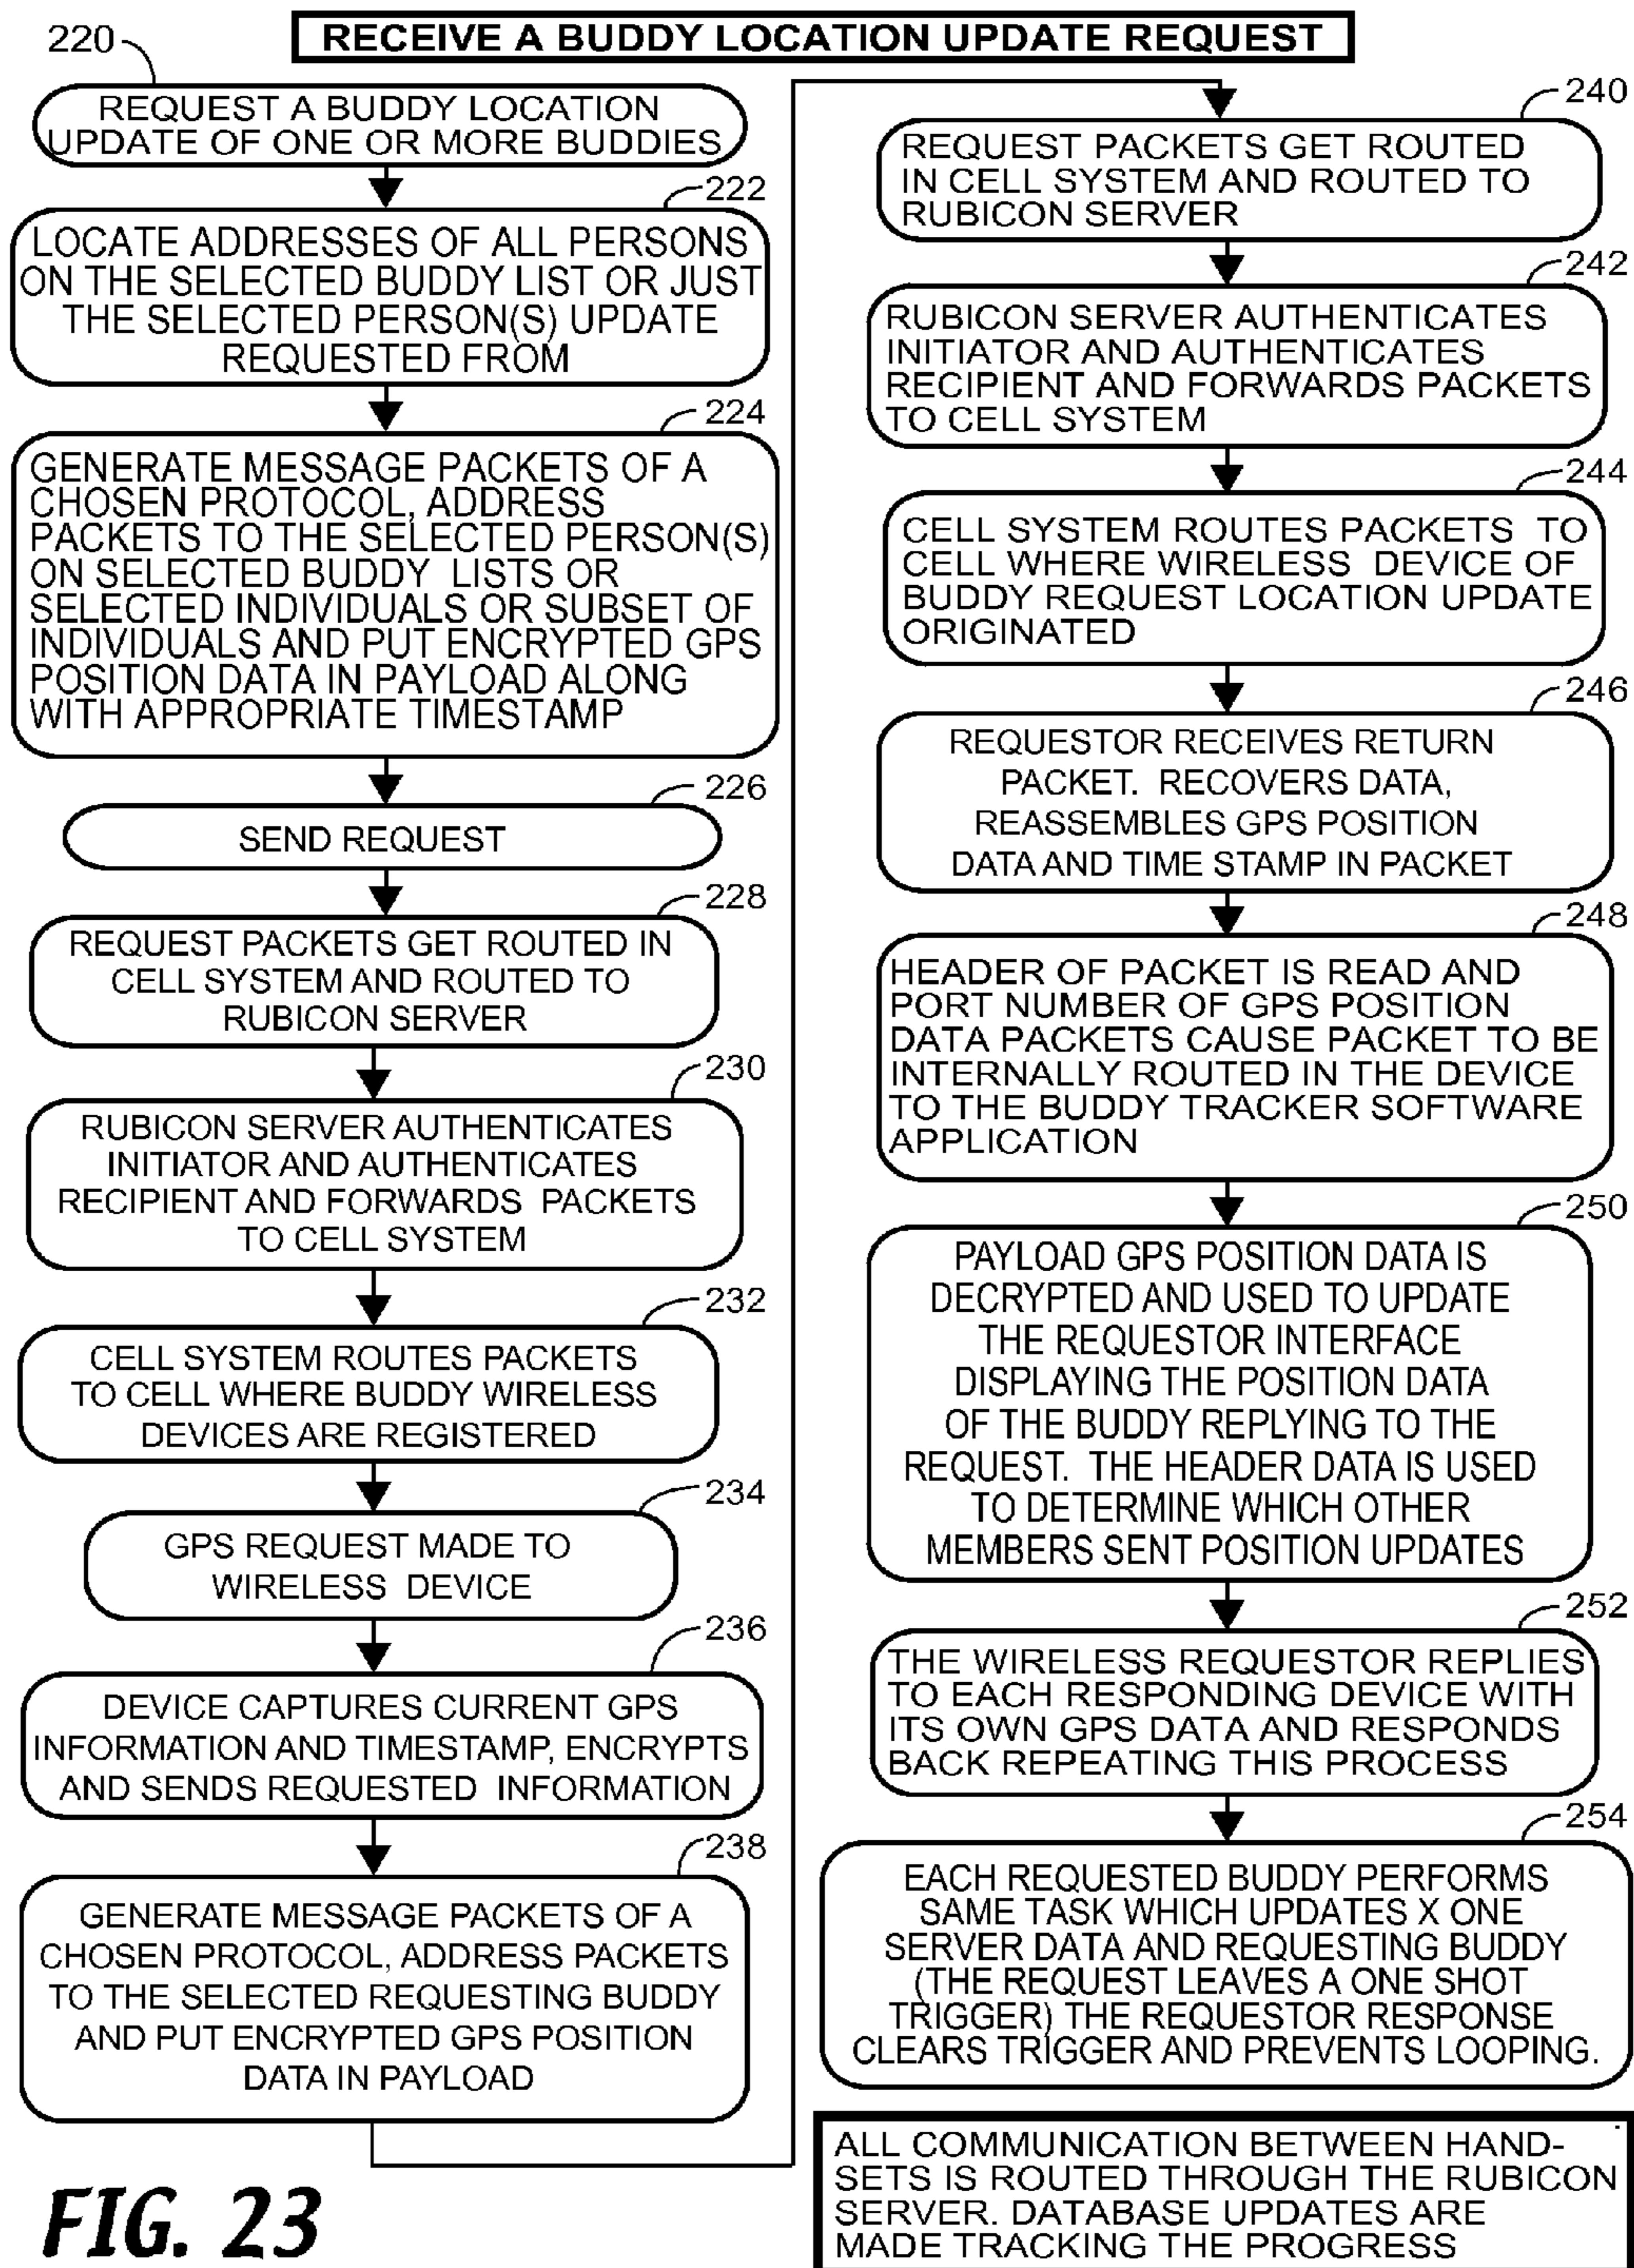 RECEIVE A BUDDY LOCATION UPDATE REQUEST
220
REQUEST A BUDDY LOCATION
UPDATE OF ONE OR MORE BUDDIES
222
LOCATE ADDRESSES OF ALL PERSONS
ON THE SELECTED BUDDY LIST OR JUST
THE SELECTED PERSON(S) UPDATE
REQUESTED FROM
224
GENERATE MESSAGE PACKETS OF A
CHOSEN PROTOCOL, ADDRESS
PACKETS TO THE SELECTED PERSON(S)
ON SELECTED BUDDY LISTS OR
SELECTED INDIVIDUALS OR SUBSET OF
INDIVIDUALS AND PUT ENCRYPTED GPS
POSITION DATA IN PAYLOAD ALONG
WITH APPROPRIATE TIMESTAMP
226
SEND REQUEST
228
REQUEST PACKETS GET ROUTED IN
CELL SYSTEM AND ROUTED TO
RUBICON SERVER
230
RUBICON SERVER AUTHENTICATES
INITIATOR AND AUTHENTICATES
RECIPIENT AND FORWARDS PACKETS
TO CELL SYSTEM
232
CELL SYSTEM ROUTES PACKETS
TO CELL WHERE BUDDY WIRELESS
DEVICES ARE REGISTERED
234
GPS REQUEST MADE TO
WIRELESS DEVICE
236
DEVICE CAPTURES CURRENT GPS
INFORMATION AND TIMESTAMP, ENCRYPTS
AND SENDS REQUESTED INFORMATION
238
GENERATE MESSAGE PACKETS OF A
CHOSEN PROTOCOL, ADDRESS PACKETS
TO THE SELECTED REQUESTING BUDDY
AND PUT ENCRYPTED GPS POSITION
DATA IN PAYLOAD
240
REQUEST PACKETS GET ROUTED
IN CELL SYSTEM AND ROUTED TO
RUBICON SERVER
242
RUBICON SERVER AUTHENTICATES
INITIATOR AND AUTHENTICATES
RECIPIENT AND FORWARDS PACKETS
TO CELL SYSTEM
244
CELL SYSTEM ROUTES PACKETS TO
CELL WHERE WIRELESS DEVICE OF
BUDDY REQUEST LOCATION UPDATE
ORIGINATED
246
REQUESTOR RECEIVES RETURN
PACKET. RECOVERS DATA,
REASSEMBLES GPS POSITION
DATA AND TIME STAMP IN PACKET
248
HEADER OF PACKET IS READ AND
PORT NUMBER OF GPS POSITION
DATA PACKETS CAUSE PACKET TO BE
INTERNALLY ROUTED IN THE DEVICE
TO THE BUDDY TRACKER SOFTWARE
APPLICATION
250
PAYLOAD GPS POSITION DATA IS
DECRYPTED AND USED TO UPDATE
THE REQUESTOR INTERFACE
DISPLAYING THE POSITION DATA
OF THE BUDDY REPLYING TO THE
REQUEST. THE HEADER DATA IS USED
TO DETERMINE WHICH OTHER
MEMBERS SENT POSITION UPDATES
252
THE WIRELESS REQUESTOR REPLIES
TO EACH RESPONDING DEVICE WITH
ITS OWN GPS DATA AND RESPONDS
BACK REPEATING THIS PROCESS
254
EACH REQUESTED BUDDY PERFORMS
SAME TASK WHICH UPDATES X ONE
SERVER DATA AND REQUESTING BUDDY
(THE REQUEST LEAVES A ONE SHOT
TRIGGER) THE REQUESTOR RESPONSE
CLEARS TRIGGER AND PREVENTS LOOPING.
ALL COMMUNICATION BETWEEN HAND-
SETS IS ROUTED THROUGH THE RUBICON
SERVER. DATABASE UPDATES ARE
MADE TRACKING THE PROGRESS
FIG. 23